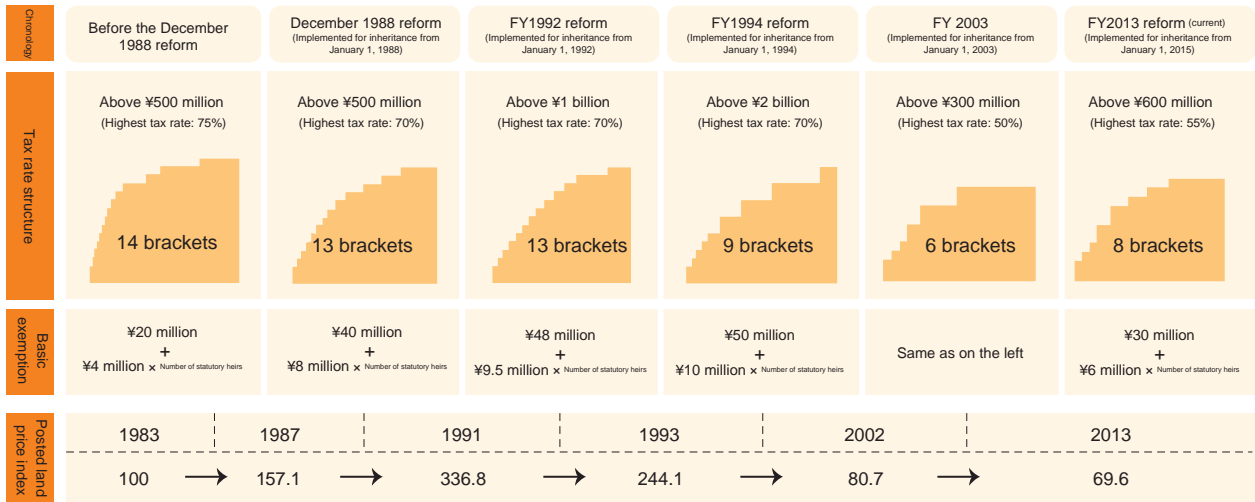 Chronology
Before the December
1988 reform
December 1988 reform
(Implemented for inheritance from
January 1, 1988)
FY1992 reform
(Implemented for inheritance from
January 1, 1992)
FY1994 reform
(Implemented for inheritance from
January 1, 1994)
FY 2003
(Implemented for inheritance from
January 1, 2003)
FY2013 reform (current)
(Implemented for inheritance from
January 1, 2015)
Tax rate structure
Above ¥500 million
(Highest tax rate: 75%)
14 brackets
Above ¥500 million
(Highest tax rate: 70%)
13 brackets
Above ¥1 billion
(Highest tax rate: 70%)
13 brackets
Above ¥2 billion
(Highest tax rate: 70%)
9 brackets
Above ¥300 million
(Highest tax rate: 50%)
6 brackets
Above ¥600 million
(Highest tax rate: 55%)
8 brackets
Basic
exemption
¥20 million
+
¥4 million × Number of statutory heirs
¥40 million
+
¥8 million × Number of statutory heirs
¥48 million
+
¥9.5 million × Number of statutory heirs
¥50 million
+
¥10 million × Number of statutory heirs
Same as on the left
¥30 million
+
¥6 million × Number of statutory heirs
Posted land
price index
1983 1987 1991 1993 2002 2013
100 → 157.1 → 336.8 → 244.1 → 80.7 → 69.6